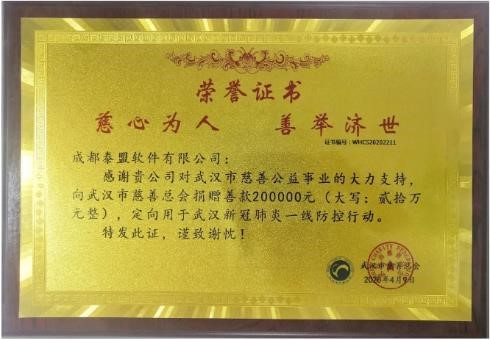 荣誉证书
慈心为人 善举济世
证书编号：WHCS20202211
成都泰盟软件有限公司：
感谢贵公司对武汉市慈善公益事业的大力支持，
向武汉市慈善总会捐赠善款200000元（大写：贰拾万
元整），定向用于武汉新冠肺炎一线防控行动。
特发此证，谨致谢忱！
武汉市慈善总会
2020年4月9日